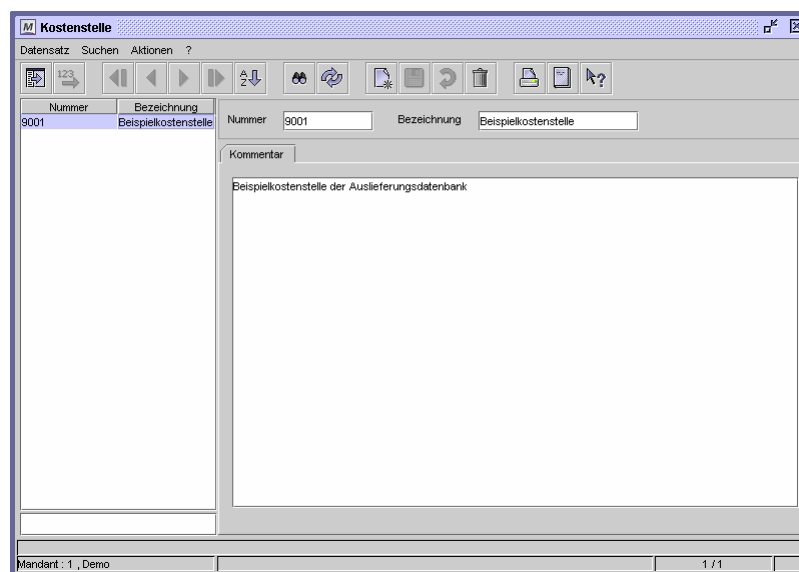 M Kostenstelle
Datensatz Suchen Aktionen ?
123
A Z
?
Nummer Bezeichnung
9001 Beispielkostenstelle
Nummer 9001 Bezeichnung Beispielkostenstelle
Kommentar
Beispielkostenstelle der Auslieferungsdatenbank
Mandant : 1 , Demo
1 / 1